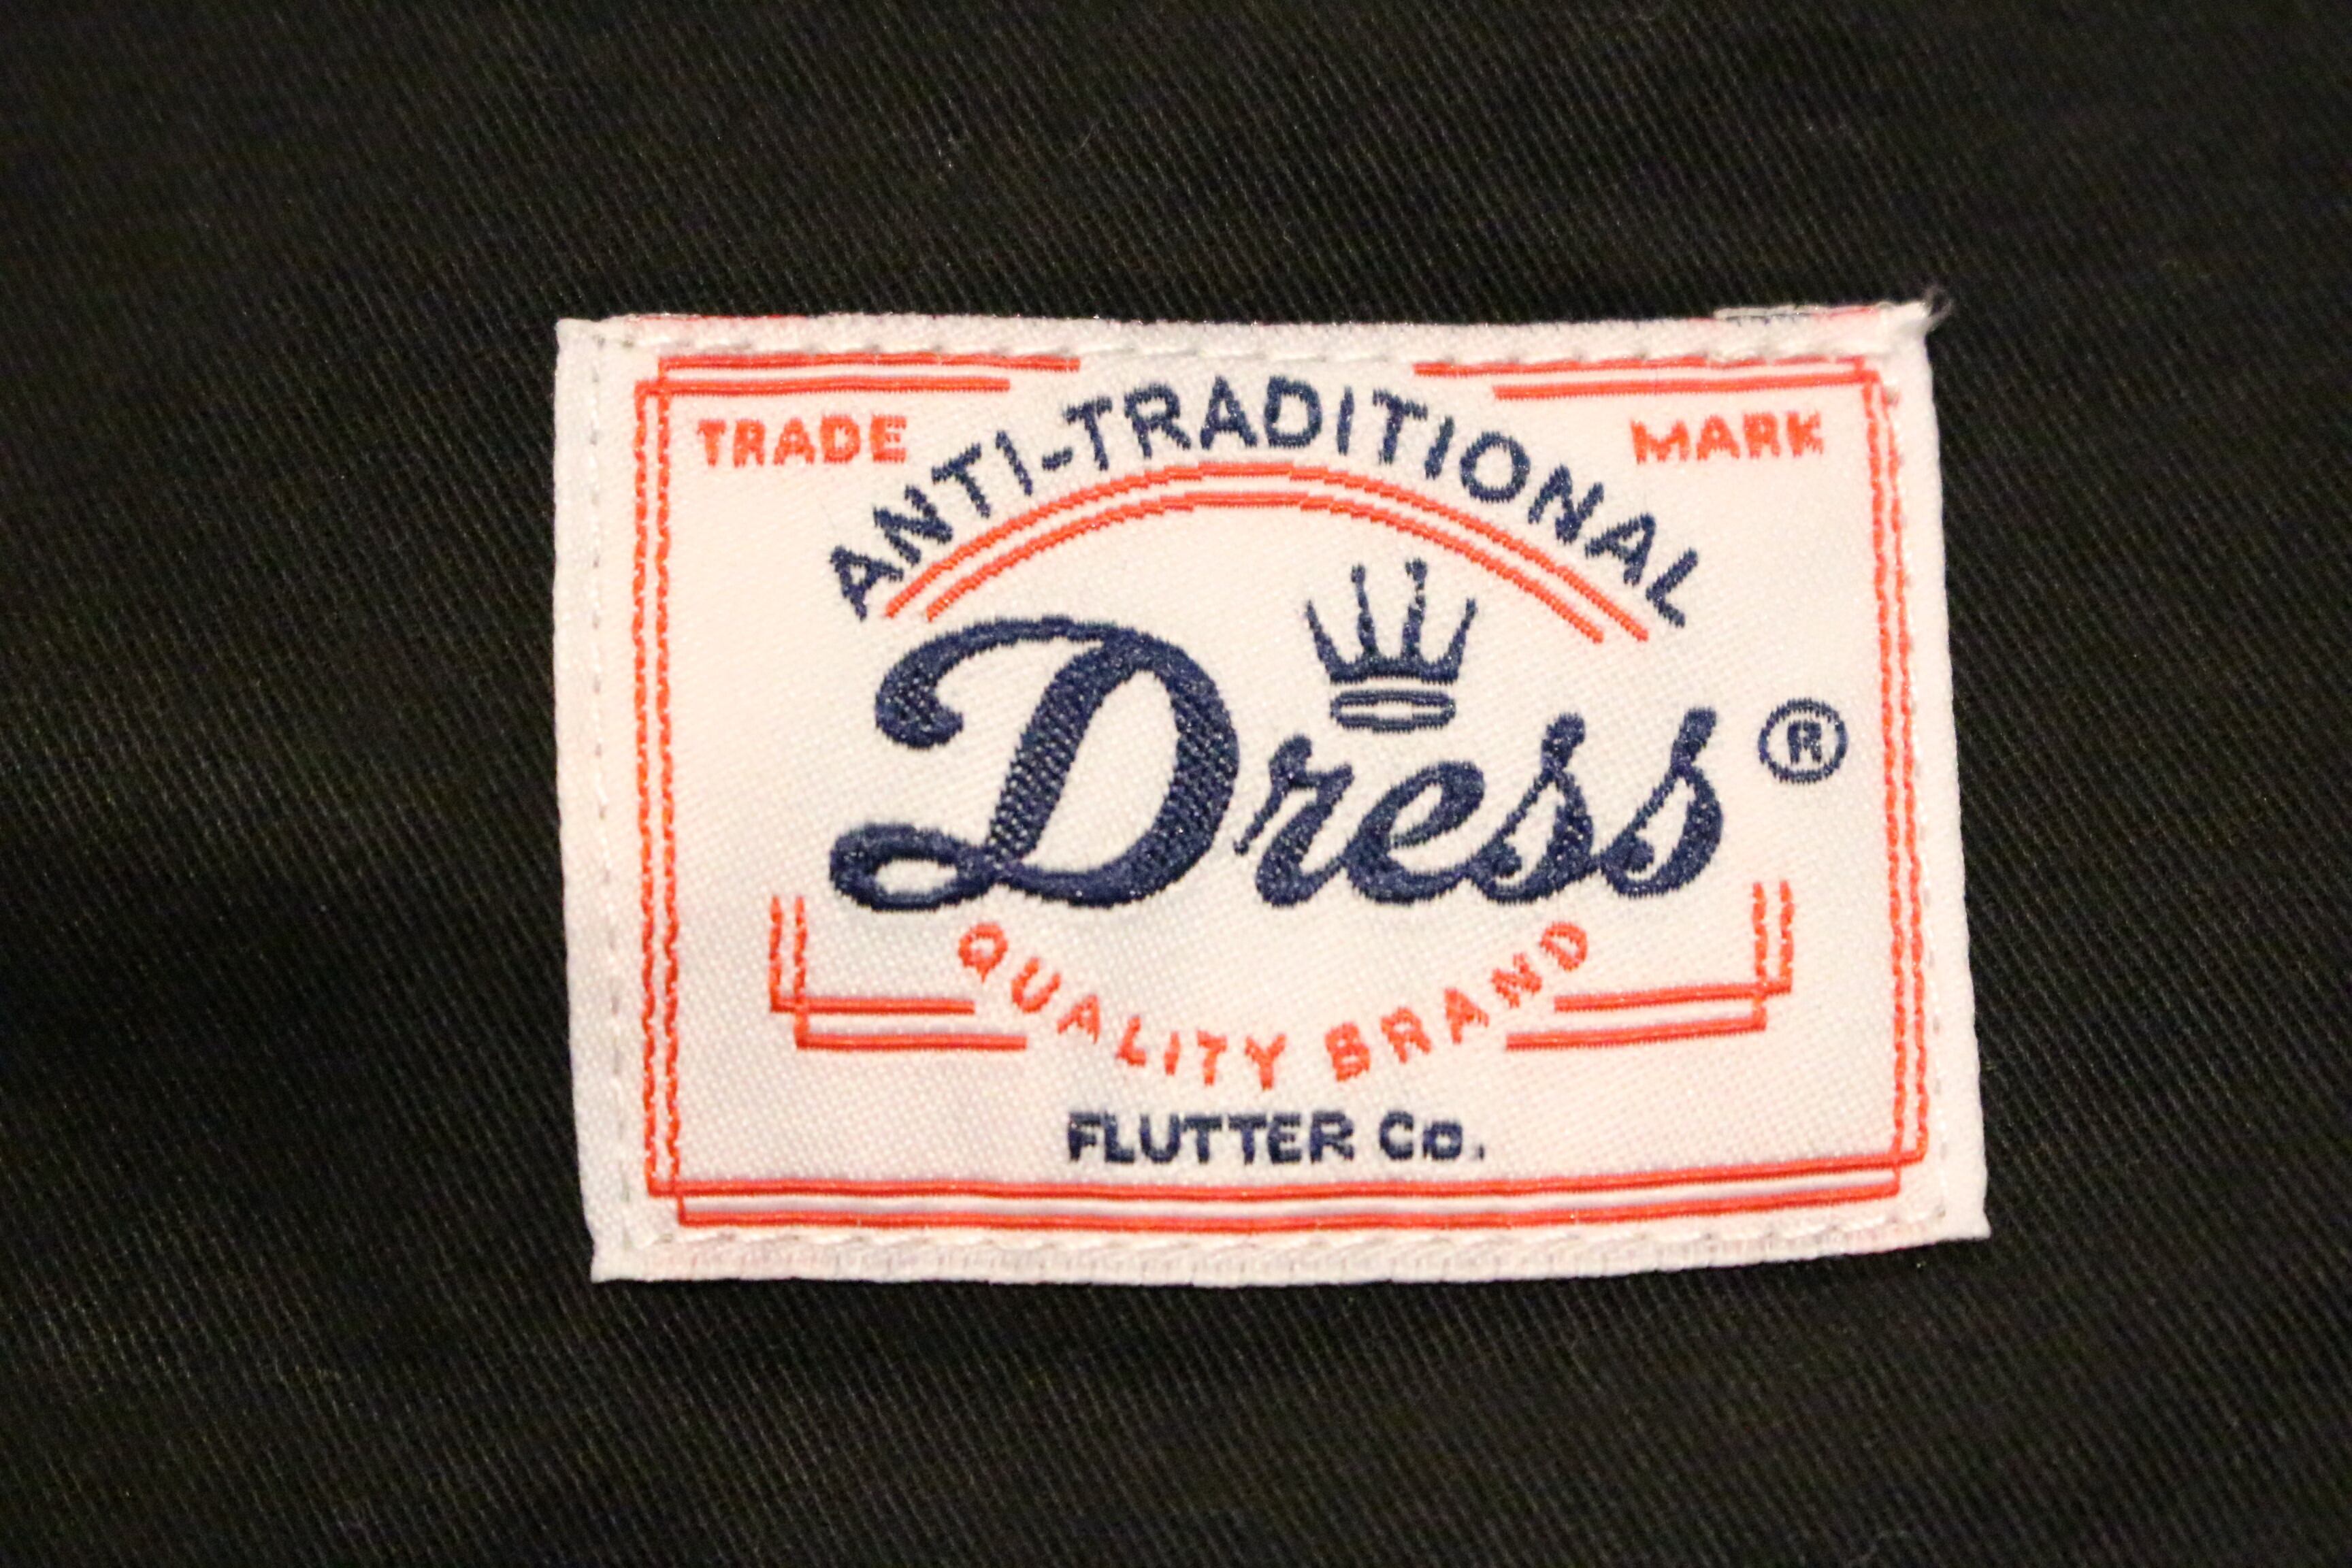 TRADE MARK
ANTI-TRADITIONAL
Dress ®
QUALITY BRAND
FLUTTER Co.